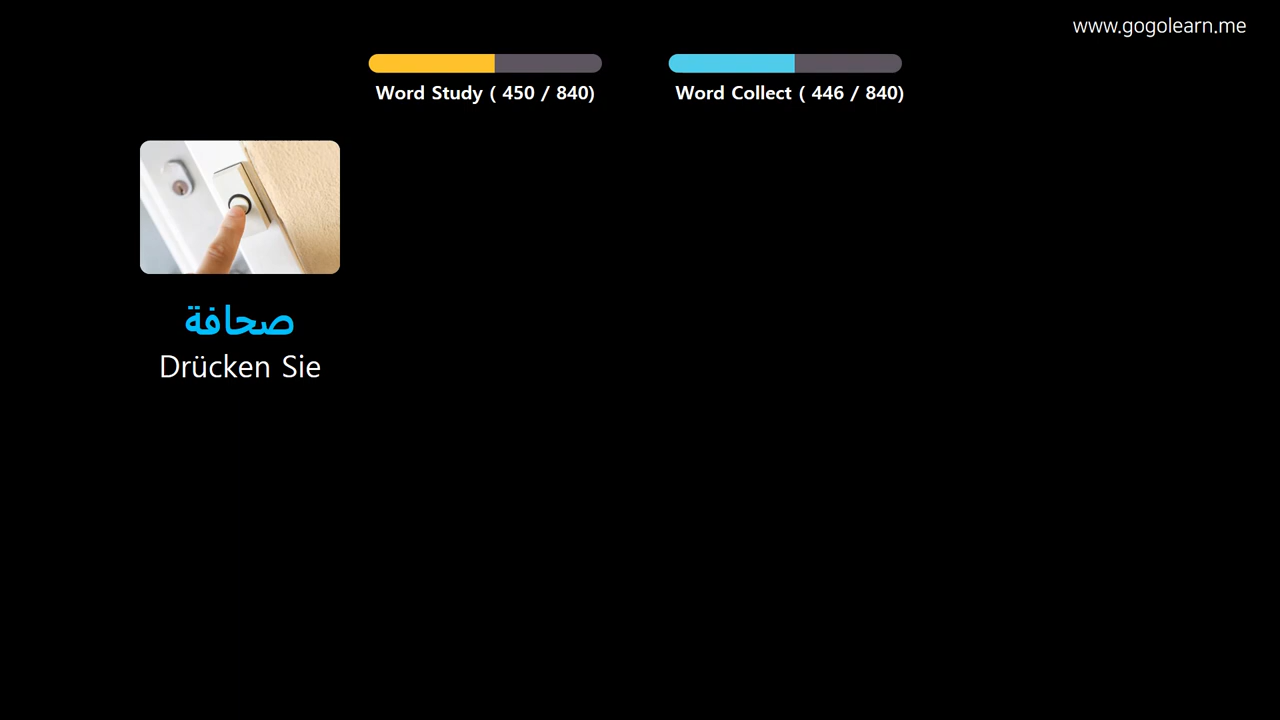 www.gogolearn.me
Word Study ( 450 / 840)
Word Collect ( 446 / 840)
صحافة
Drücken Sie